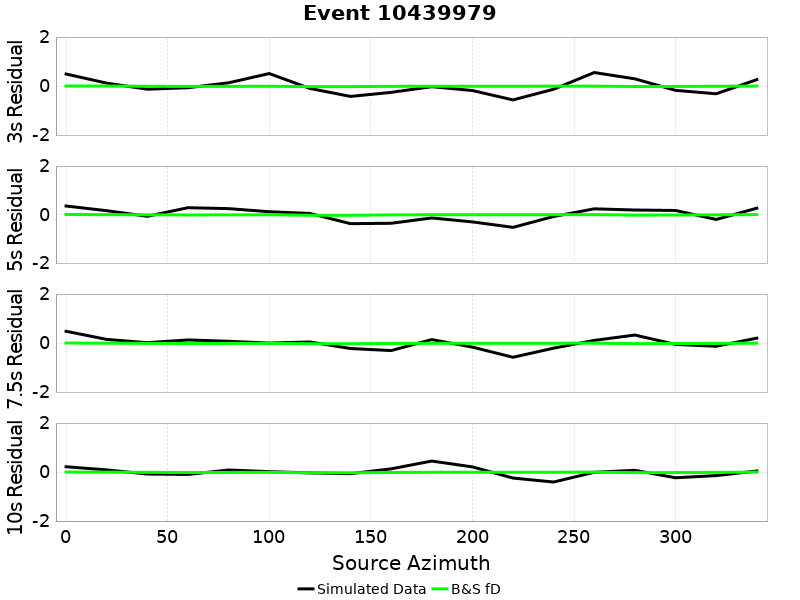 Event 10439979
3s Residual
2
0
-2
5s Residual
2
0
-2
7.5s Residual
2
0
-2
10s Residual
2
0
-2
0 50 100 150 200 250 300
Source Azimuth
Simulated Data B&S fD